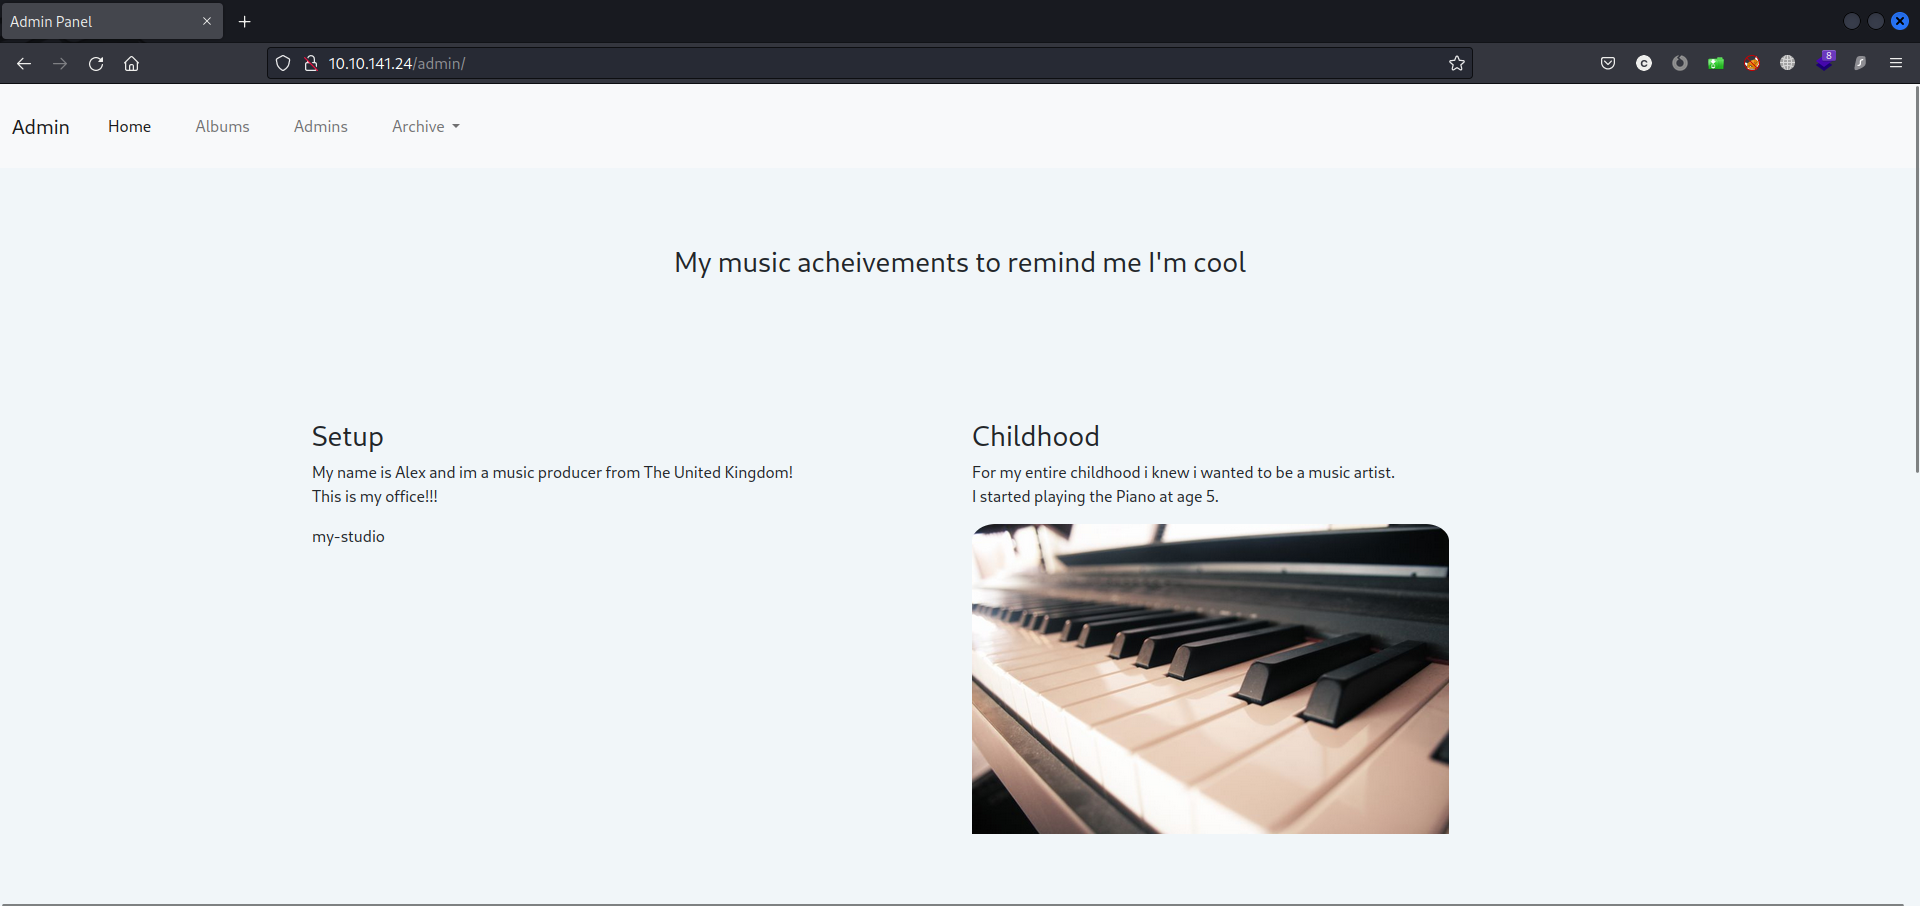 Admin Panel
10.10.141.24/admin/
8
Admin Home Albums Admins Archive
My music acheivements to remind me I'm cool
Setup
My name is Alex and im a music producer from The United Kingdom!
This is my office!!!
my-studio
Childhood
For my entire childhood i knew i wanted to be a music artist.
I started playing the Piano at age 5.